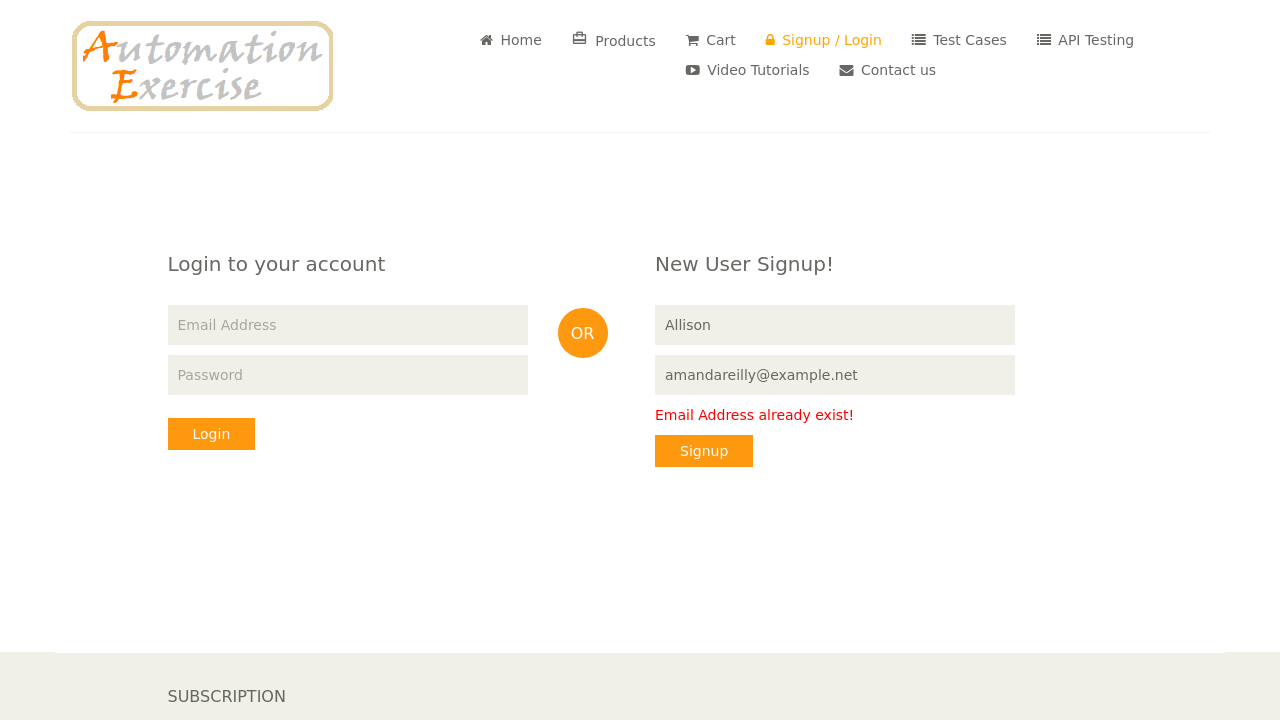 Automation
Exercise
Home
Products
Cart
Signup / Login
Test Cases
API Testing
Video Tutorials
Contact us
Login to your account
Email Address
Password
Login
OR
New User Signup!
Allison
amandareilly@example.net
Email Address already exist!
Signup
SUBSCRIPTION